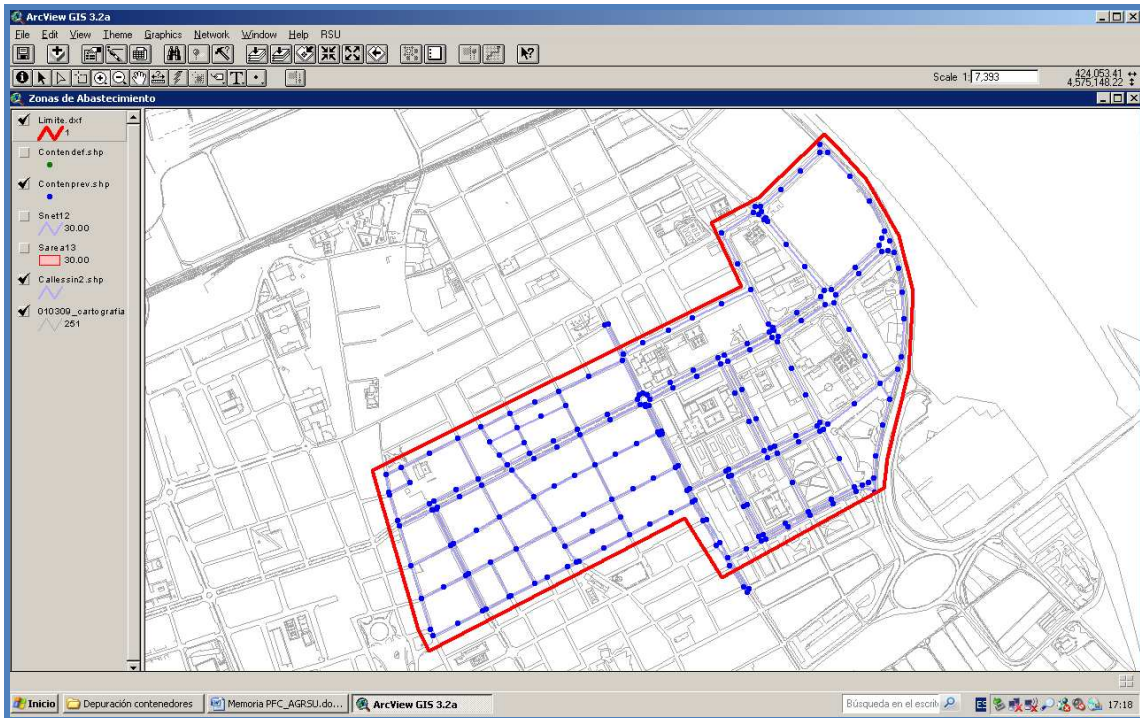 ArcView GIS 3.2a
File Edit View Theme Graphics Network Window Help RSU
Scale 1: 7,393
424,053.41
4,575,148.22
Zonas de Abastecimiento
Limite.dxf
1
Contendef.shp
Contenprev.shp
Snett2
30.00
Sarea13
30.00
Callessin2.shp
010309_cartografia
251
Inicio
Depuración contenedores
Memoria PFC_AGRSU.do...
ArcView GIS 3.2a
Búsqueda en el escrit
ES
17:18